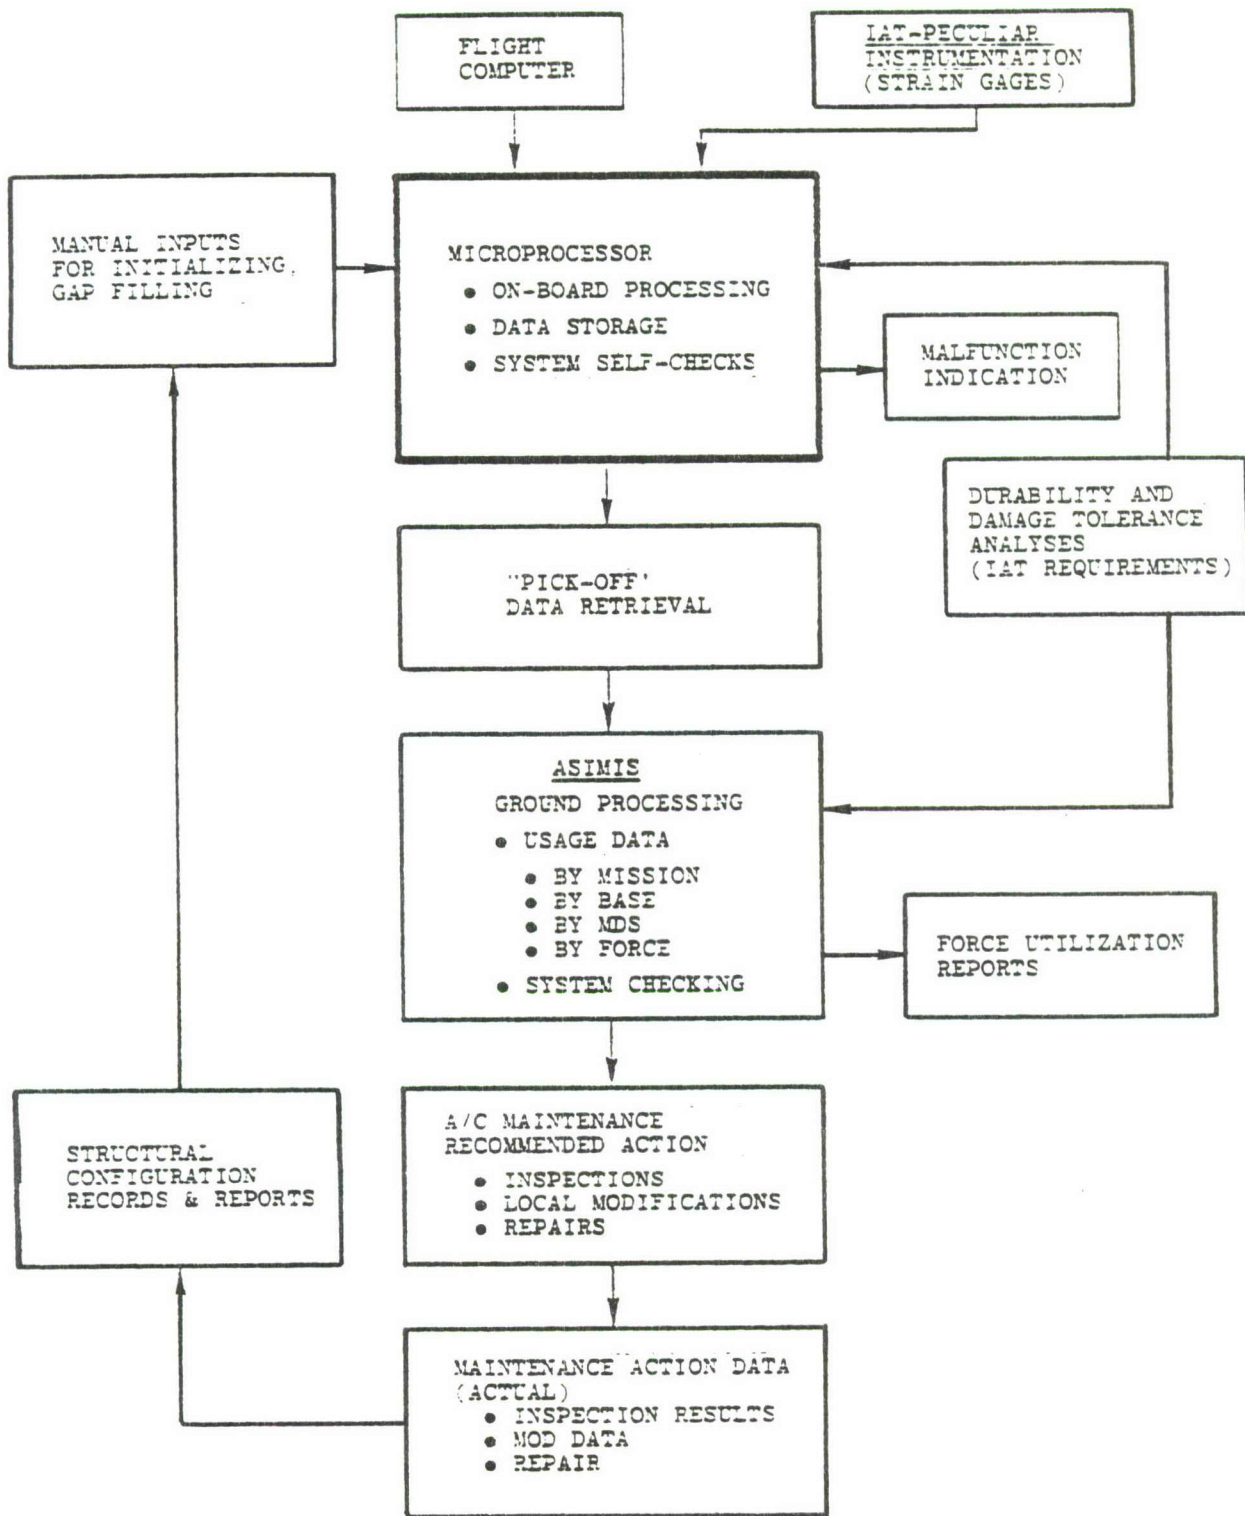 FLIGHT
COMPUTER
IAT-PECULIAR
INSTRUMENTATION
(STRAIN GAGES)
MANUAL INPUTS
FOR INITIALIZING,
GAP FILLING
MICROPROCESSOR
• ON-BOARD PROCESSING
• DATA STORAGE
• SYSTEM SELF-CHECKS
MALFUNCTION
INDICATION
DURABILITY AND
DAMAGE TOLERANCE
ANALYSES
(IAT REQUIREMENTS)
"PICK-OFF'
DATA RETRIEVAL
ASIMIS
GROUND PROCESSING
• USAGE DATA
• BY MISSION
• BY BASE
• BY MDS
• BY FORCE
• SYSTEM CHECKING
FORCE UTILIZATION
REPORTS
A/C MAINTENANCE
RECOMMENDED ACTION
• INSPECTIONS
• LOCAL MODIFICATIONS
• REPAIRS
STRUCTURAL
CONFIGURATION
RECORDS & REPORTS
MAINTENANCE ACTION DATA
(ACTUAL)
• INSPECTION RESULTS
• MOD DATA
• REPAIR